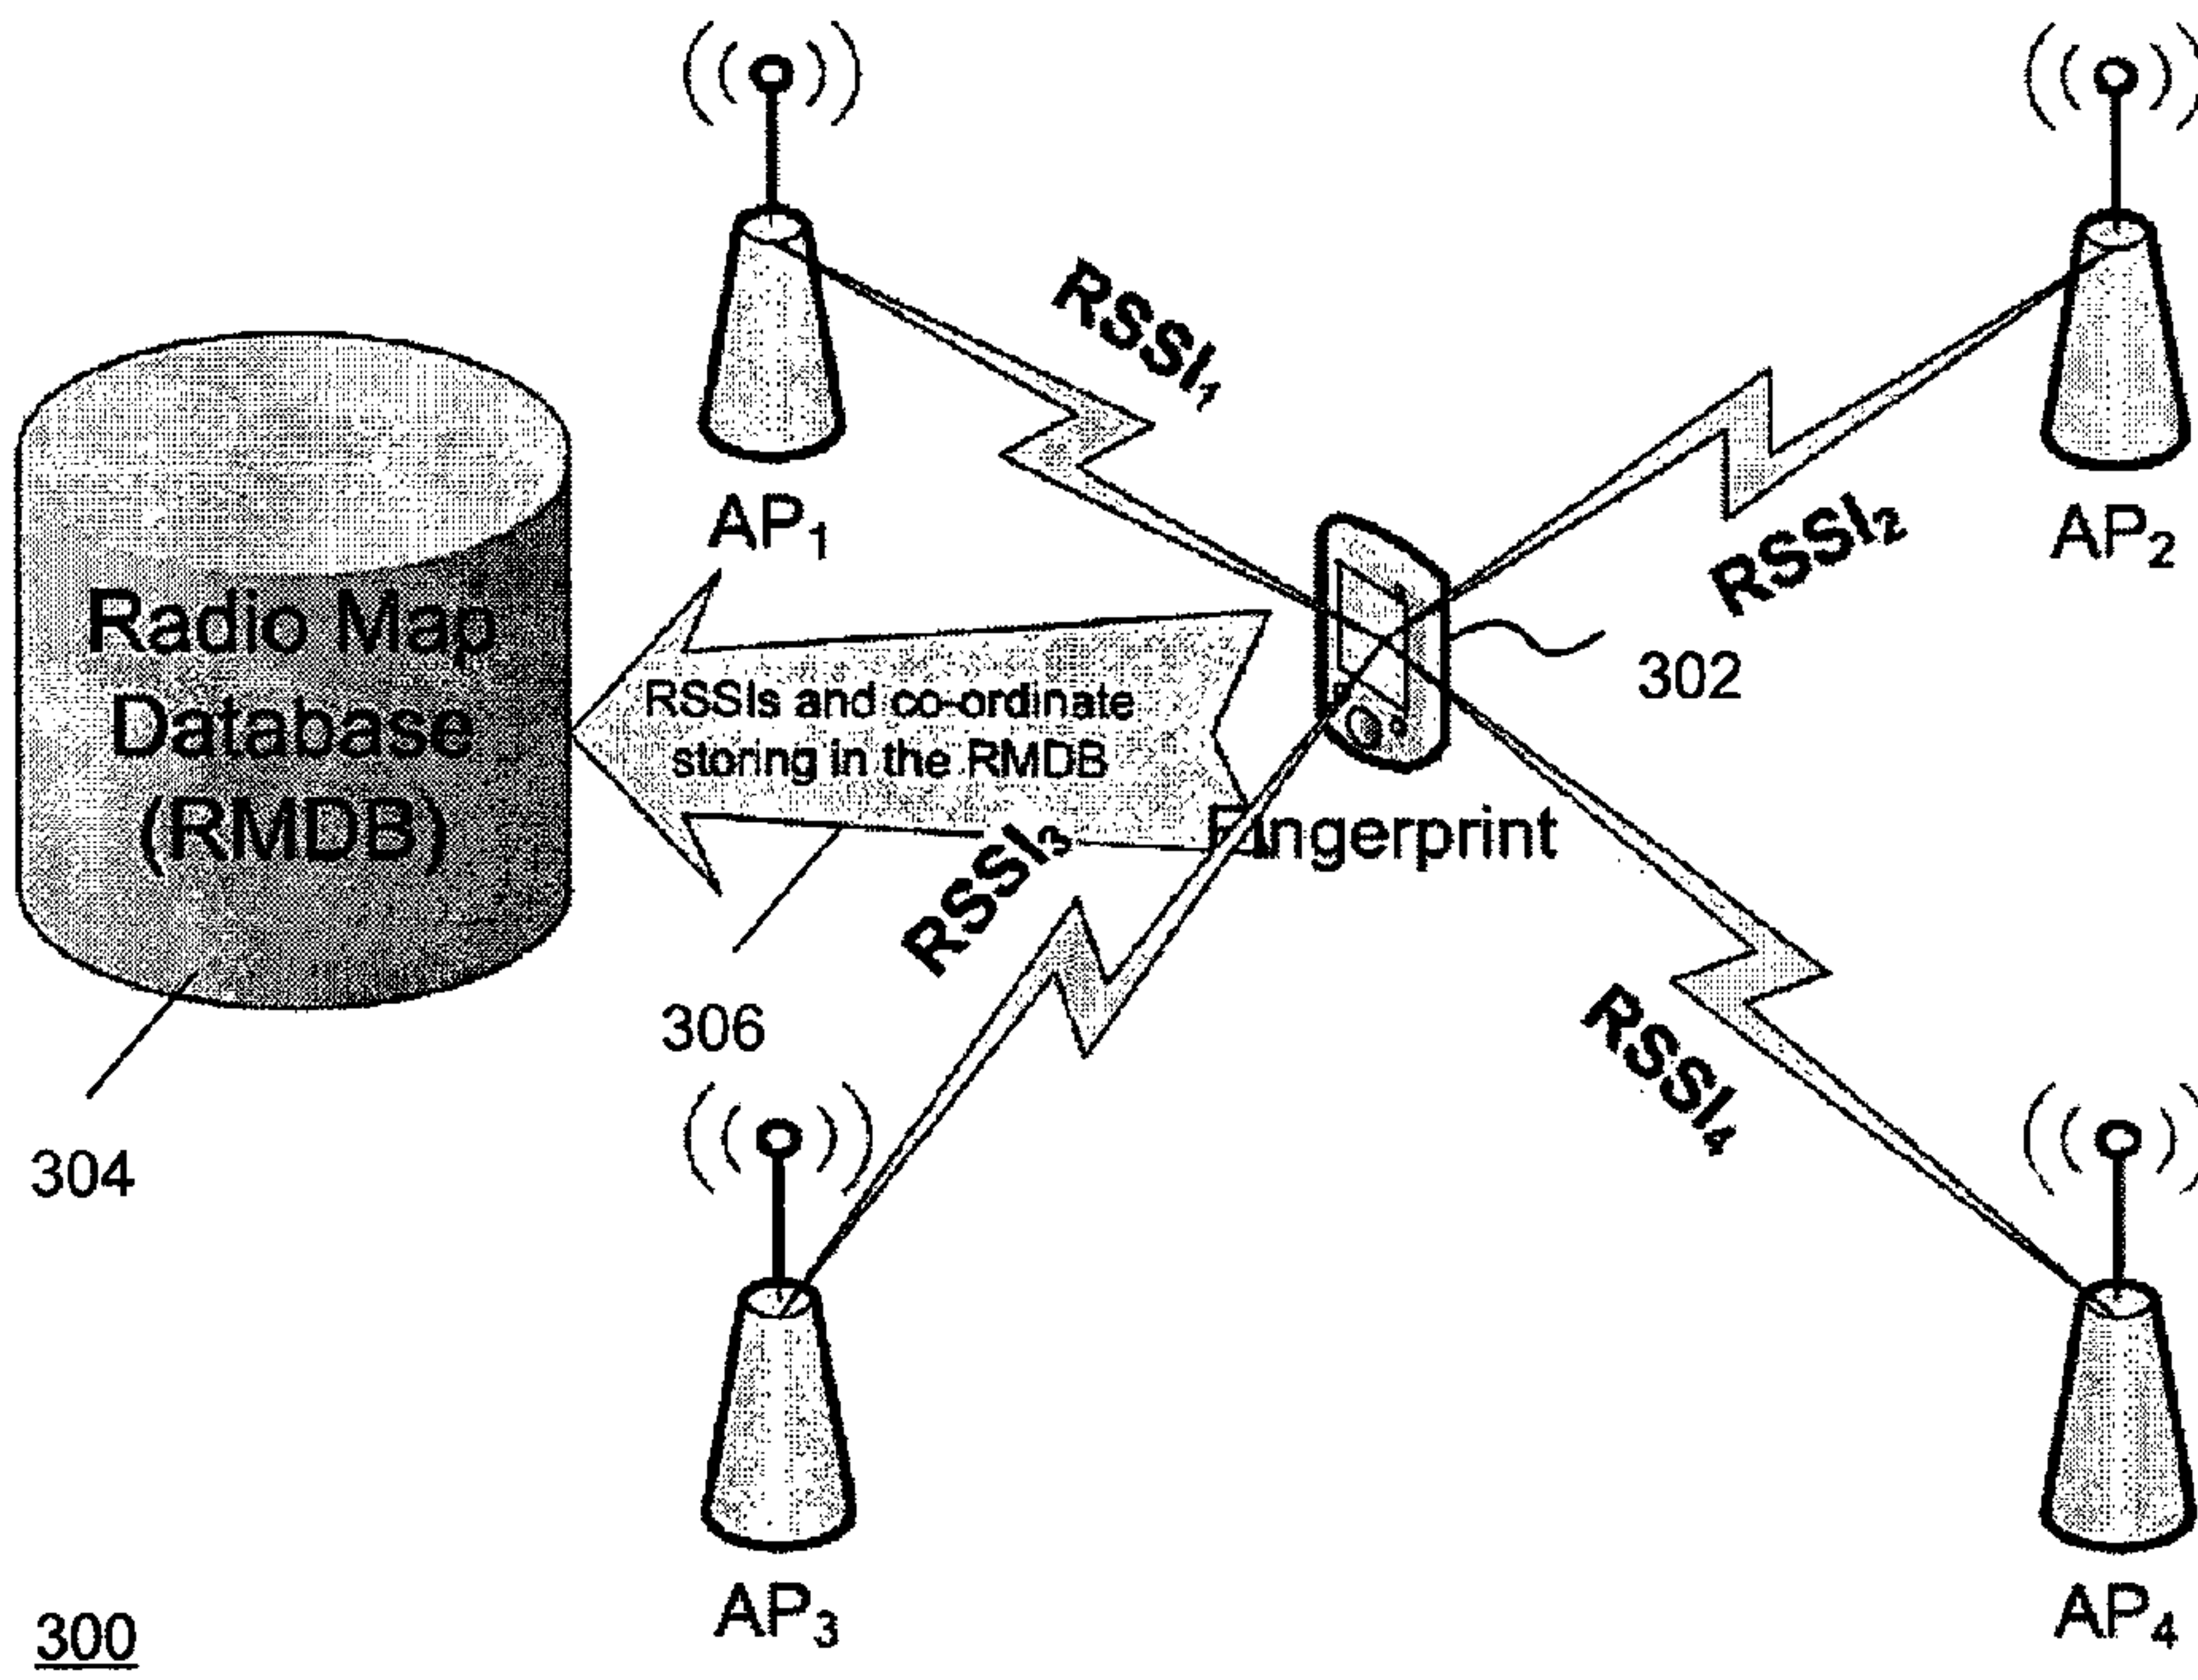 RSSI₁
AP₁
AP₂
RSSI₂
Radio Map
Database
(RMDB)
RSSIs and co-ordinate
storing in the RMDB
302
Fingerprint
RSSI₃
306
RSSI₄
304
AP₃
AP₄
300